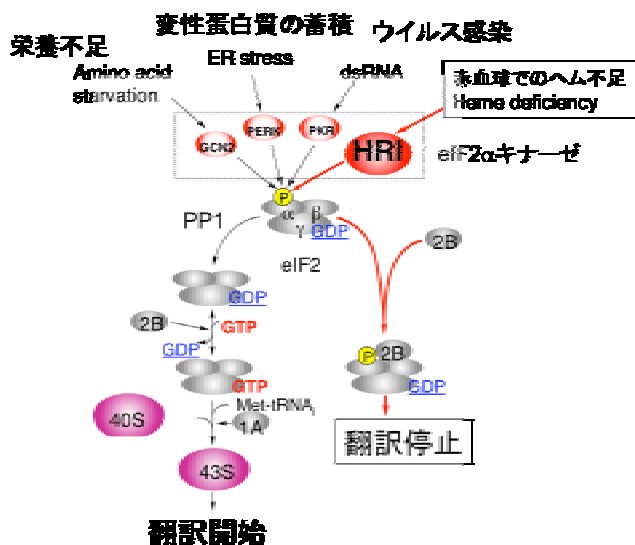 変性蛋白質の蓄積
ウイルス感染
栄養不足
ER stress
Amino acid
starvation
dsRNA
赤血球でのヘム不足
Heme deficiency
GCN2
PERK
PKR
HRI
eIF2αキナーゼ
P
α
β
γ
GDP
PP1
eIF2
2B
GDP
2B
GTP
GDP
P
2B
GDP
GTP
Met-tRNAi
40S
1A
翻訳停止
43S
翻訳開始